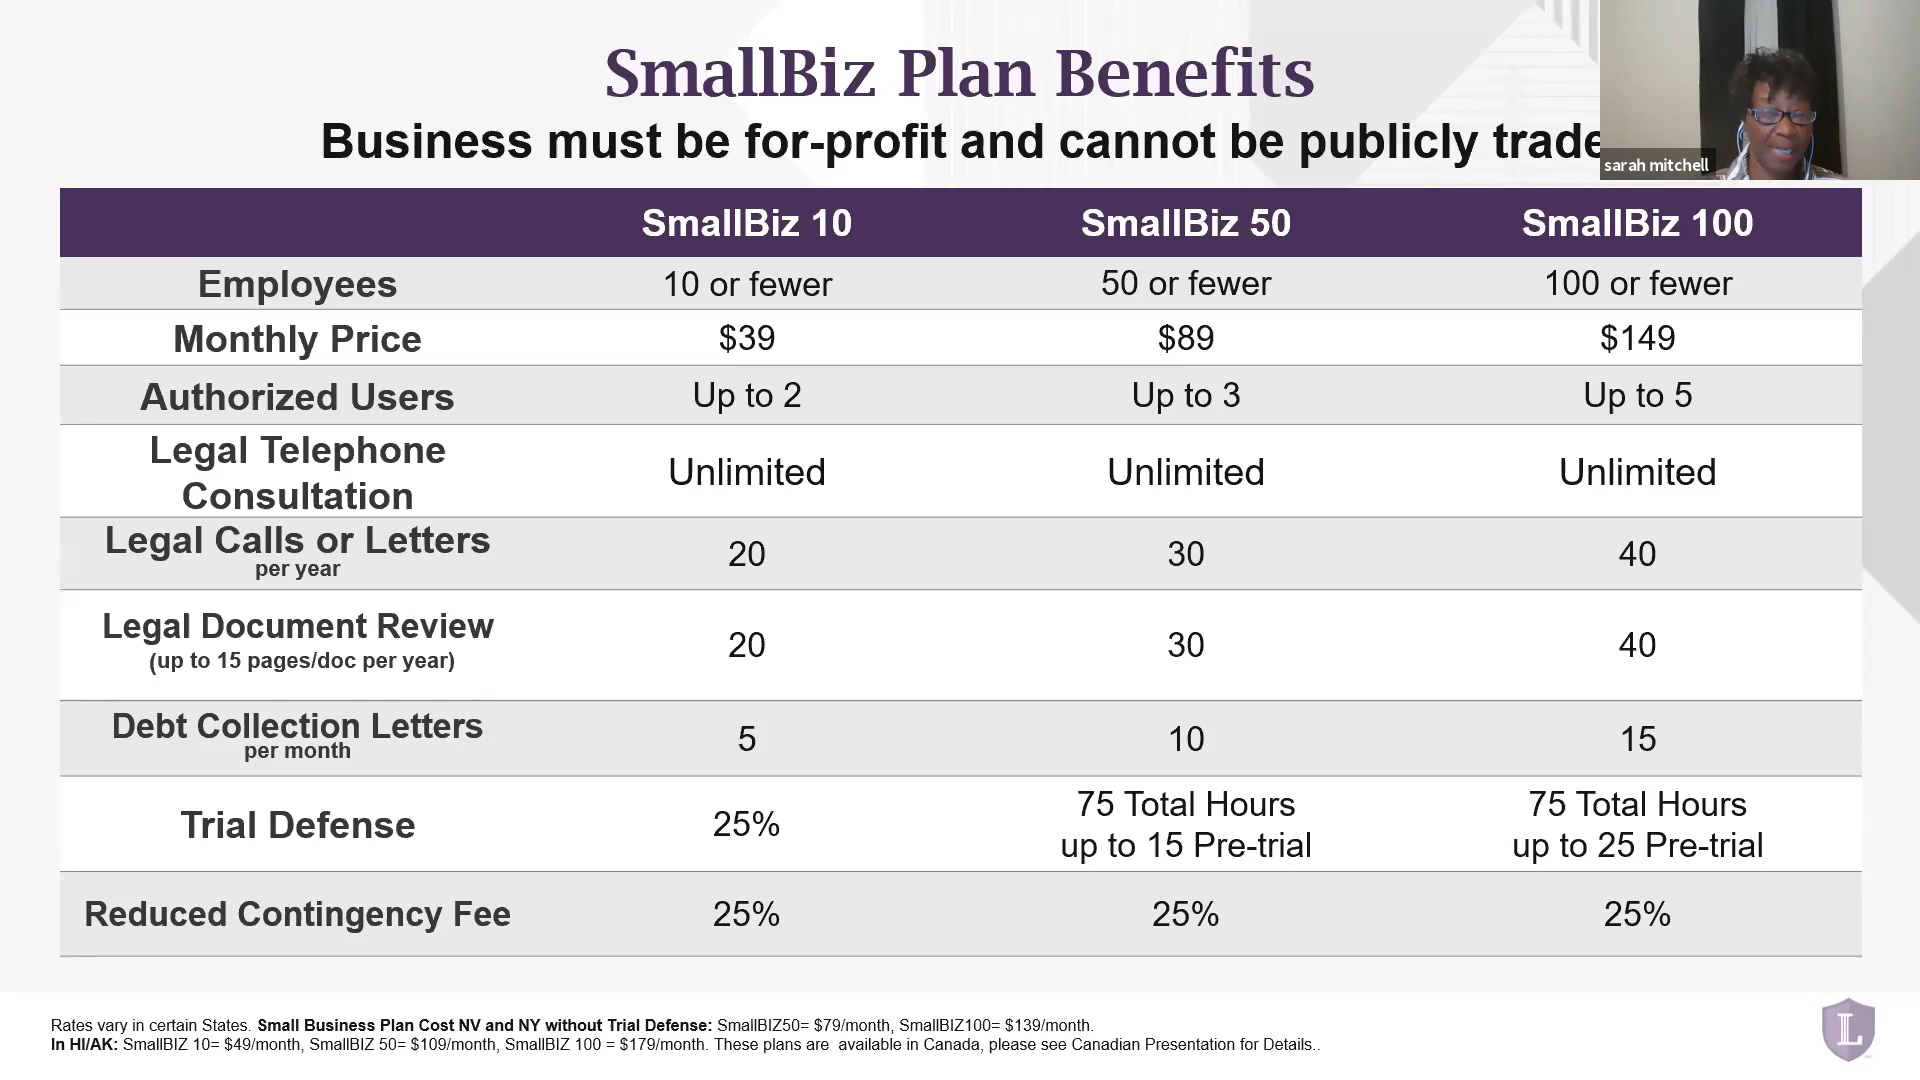 SmallBiz Plan Benefits
Business must be for-profit and cannot be publicly trade
sarah mitchell
SmallBiz 10 SmallBiz 50 SmallBiz 100
Employees 10 or fewer 50 or fewer 100 or fewer
Monthly Price $39 $89 $149
Authorized Users Up to 2 Up to 3 Up to 5
Legal Telephone
Consultation Unlimited Unlimited Unlimited
Legal Calls or Letters
per year 20 30 40
Legal Document Review
(up to 15 pages/doc per year) 20 30 40
Debt Collection Letters
per month 5 10 15
Trial Defense 25% 75 Total Hours 75 Total Hours
up to 15 Pre-trial up to 25 Pre-trial
Reduced Contingency Fee 25% 25% 25%
Rates vary in certain States. Small Business Plan Cost NV and NY without Trial Defense: SmallBIZ50= $79/month, SmallBIZ100= $139/month.
In HI/AK: SmallBIZ 10= $49/month, SmallBIZ 50= $109/month, SmallBIZ 100 = $179/month. These plans are  available in Canada, please see Canadian Presentation for Details..
L